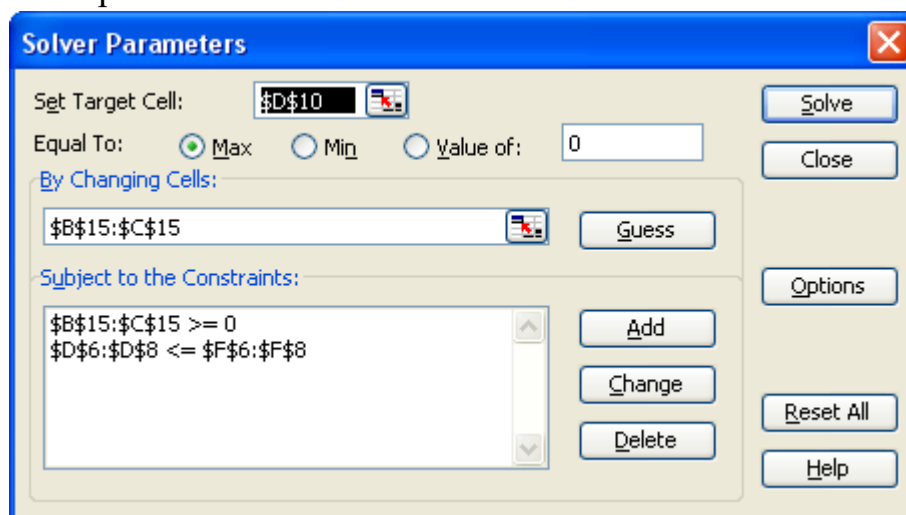 Solver Parameters
Set Target Cell: $D$10 Solve
Equal To: Max Min Value of: 0 Close
By Changing Cells:
$B$15:$C$15 Guess
Subject to the Constraints: Options
$B$15:$C$15 >= 0 Add
$D$6:$D$8 <= $F$6:$F$8
Change
Reset All
Delete
Help